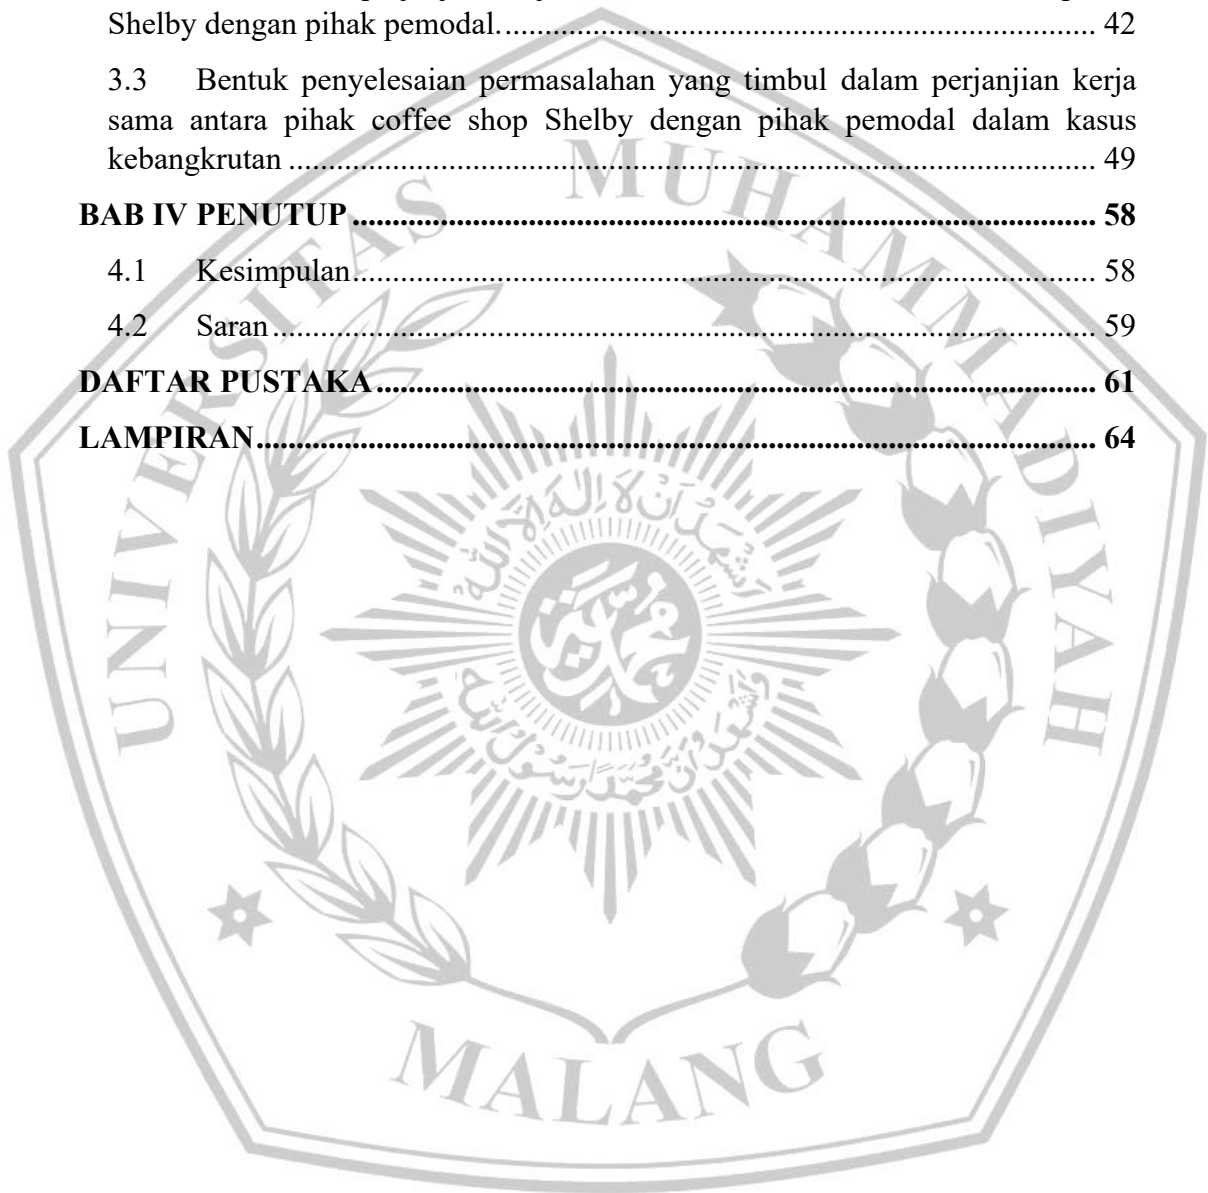 Shelby dengan pihak pemodal. 42
3.3 Bentuk penyelesaian permasalahan yang timbul dalam perjanjian kerja
sama antara pihak coffee shop Shelby dengan pihak pemodal dalam kasus
kebangkrutan 49
BAB IV PENUTUP 58
4.1 Kesimpulan 58
4.2 Saran 59
DAFTAR PUSTAKA 61
LAMPIRAN 64
UNIVERSITAS MUHAMMADIYAH
MALANG